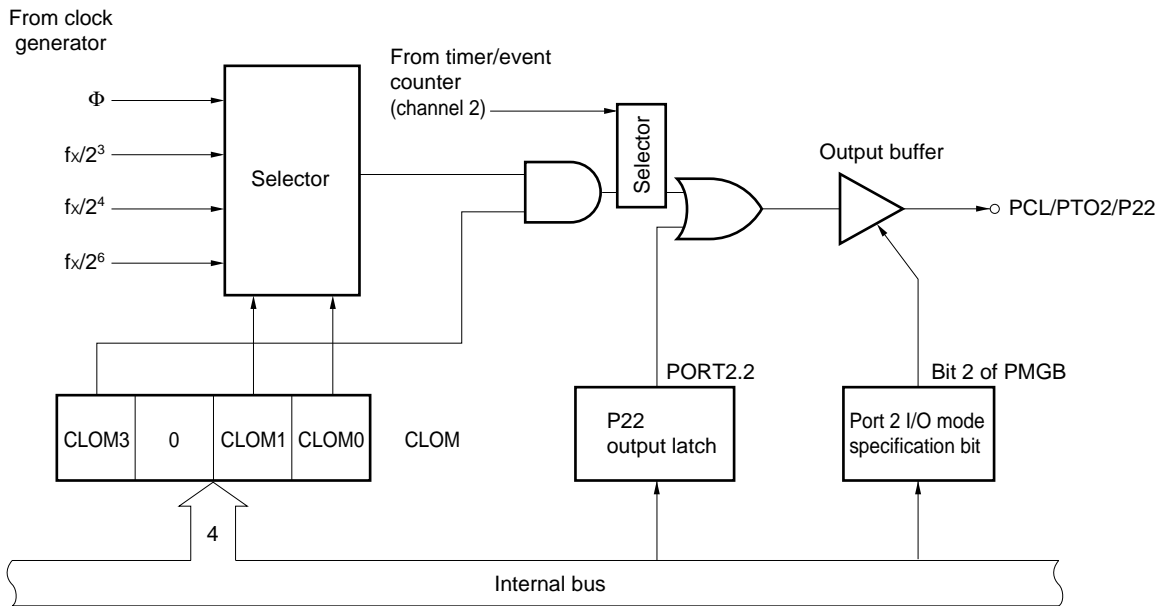 From clock
generator
Φ
fx/2³
fx/2⁴
fx/2⁶
Selector
From timer/event
counter
(channel 2)
Selector
Output buffer
PCL/PTO2/P22
PORT2.2
Bit 2 of PMGB
CLOM3
0
CLOM1
CLOM0
CLOM
P22
output latch
Port 2 I/O mode
specification bit
4
Internal bus